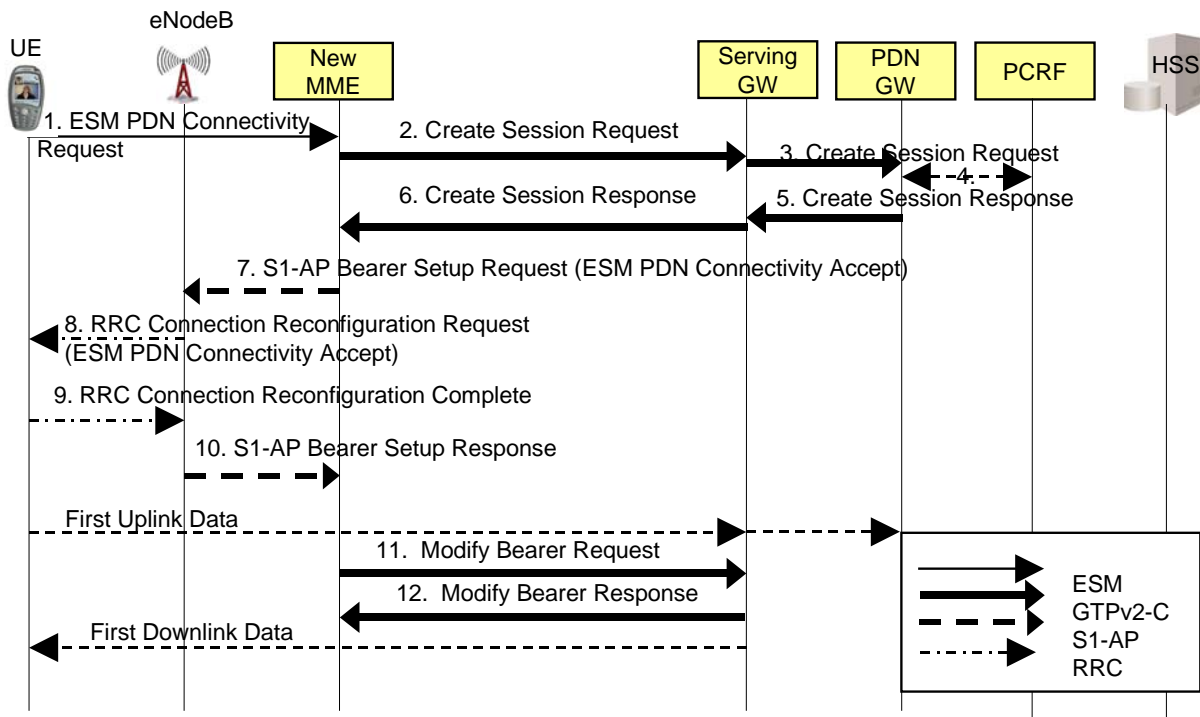 eNodeB
UE
New
MME
Serving
GW
PDN
GW
PCRF
HSS
1. ESM PDN Connectivity
Request
2. Create Session Request
3. Create Session Request
4.
6. Create Session Response
5. Create Session Response
7. S1-AP Bearer Setup Request (ESM PDN Connectivity Accept)
8. RRC Connection Reconfiguration Request
(ESM PDN Connectivity Accept)
9. RRC Connection Reconfiguration Complete
10. S1-AP Bearer Setup Response
First Uplink Data
11. Modify Bearer Request
12. Modify Bearer Response
First Downlink Data
ESM
GTPv2-C
S1-AP
RRC